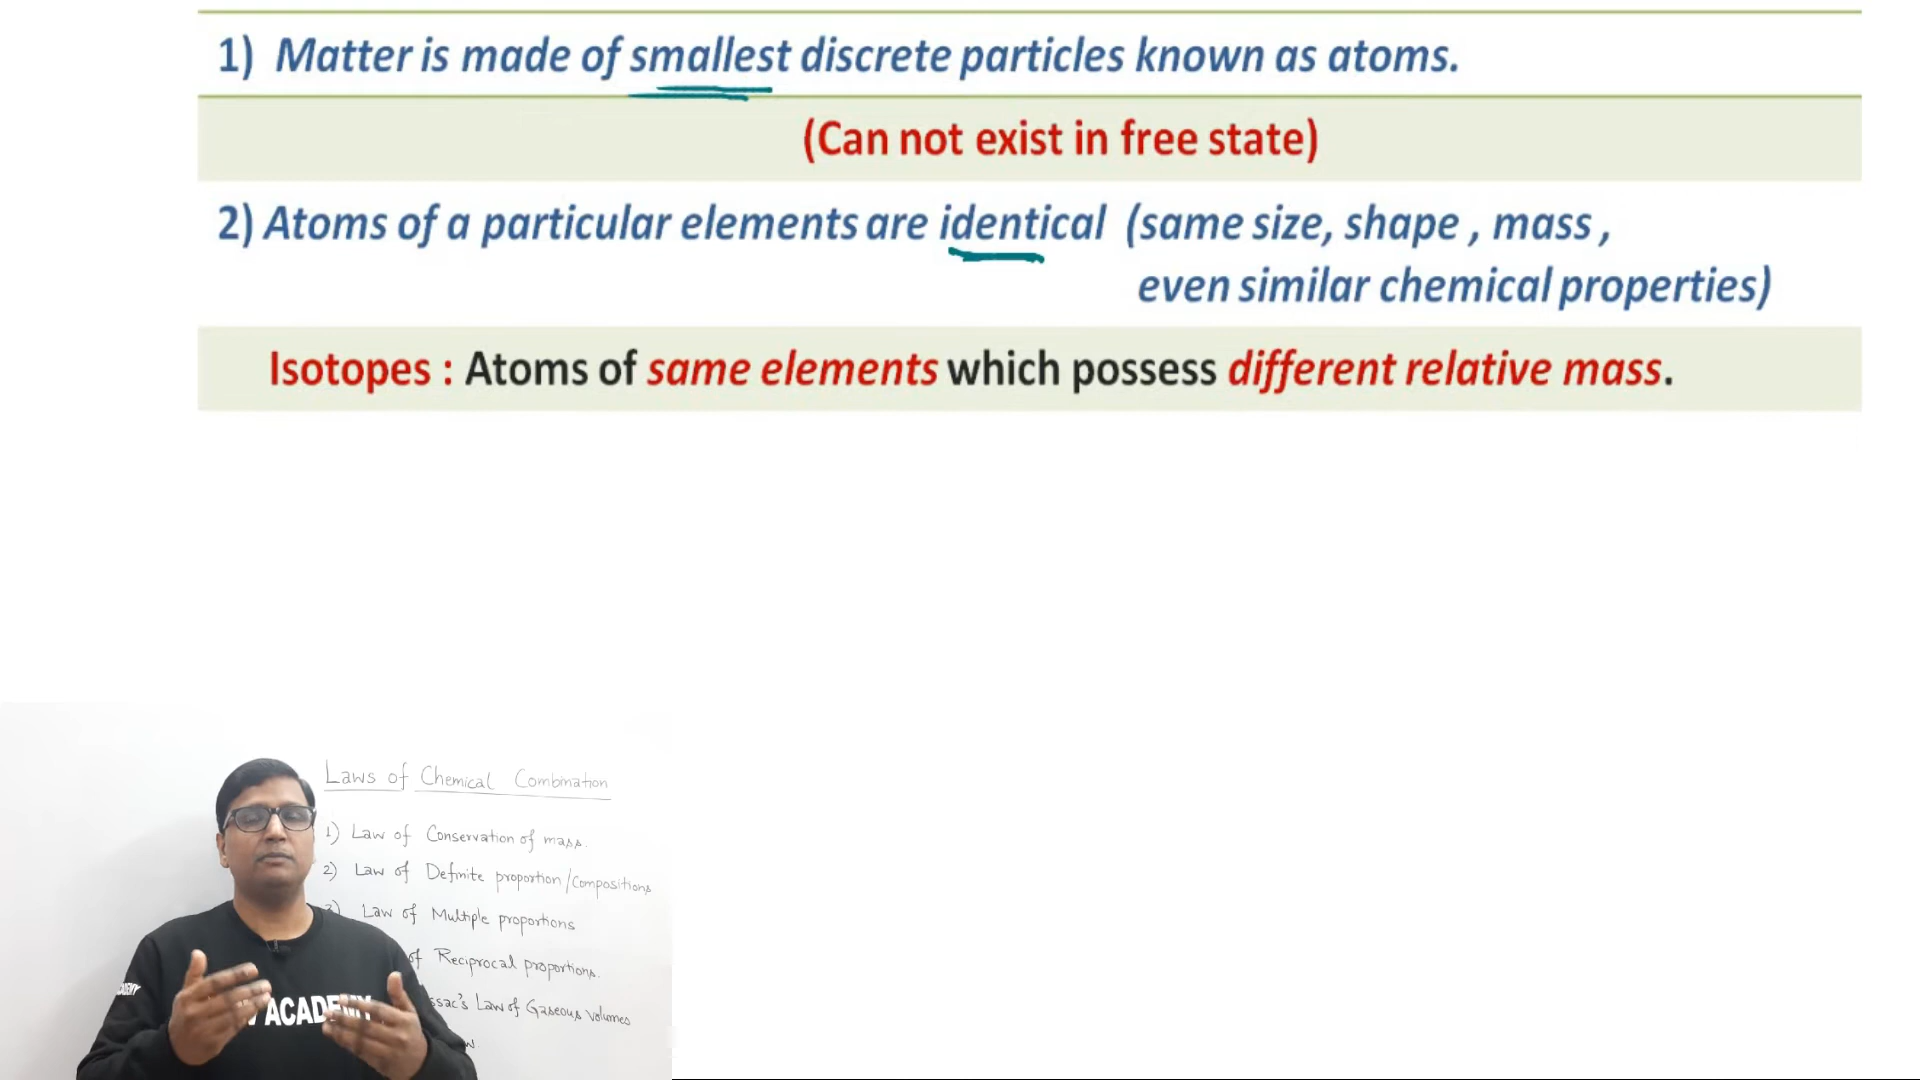 1) Matter is made of smallest discrete particles known as atoms.
(Can not exist in free state)
2) Atoms of a particular elements are identical (same size, shape , mass ,
even similar chemical properties)
Isotopes : Atoms of same elements which possess different relative mass.
Laws of Chemical Combination
1) Law of Conservation of mass.
2) Law of Definite proportion/Compositions
3) Law of Multiple proportions
of Reciprocal proportions.
ssac's Law of Gaseous Volumes
ACADEMY